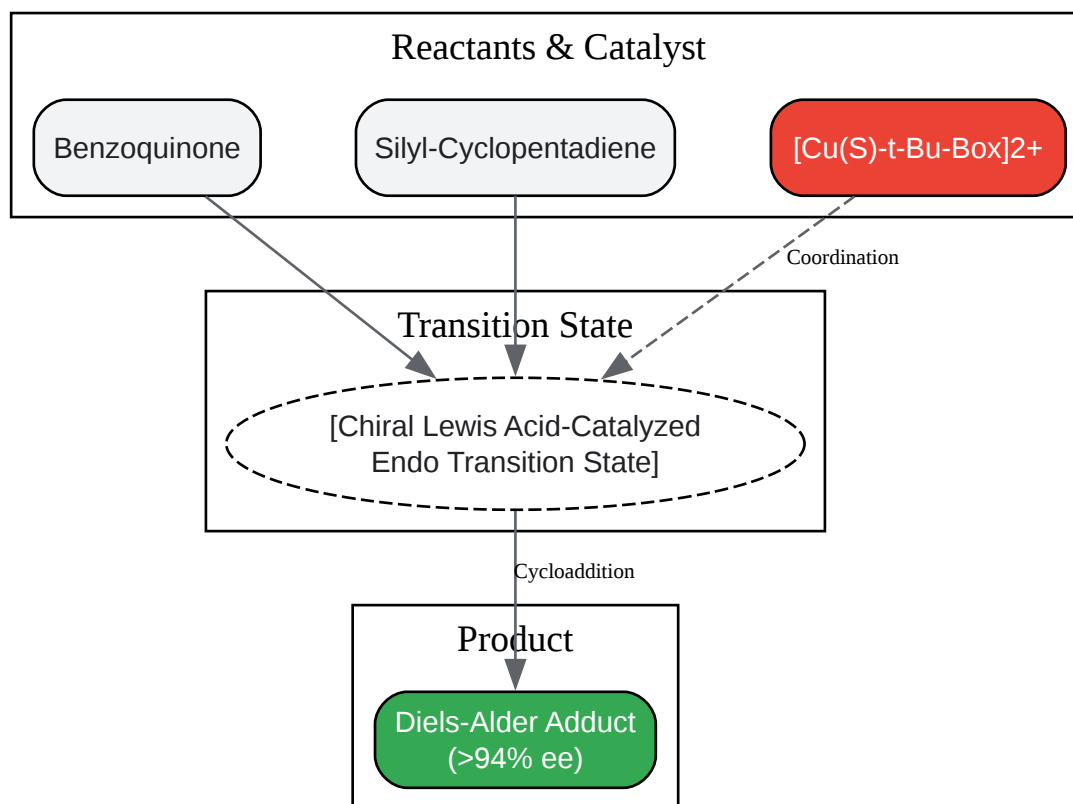 Reactants & Catalyst
Benzoquinone
Silyl-Cyclopentadiene
[Cu(S)-t-Bu-Box]2+
Coordination
Transition State
[Chiral Lewis Acid-Catalyzed
Endo Transition State]
Cycloaddition
Product
Diels-Alder Adduct
(>94% ee)